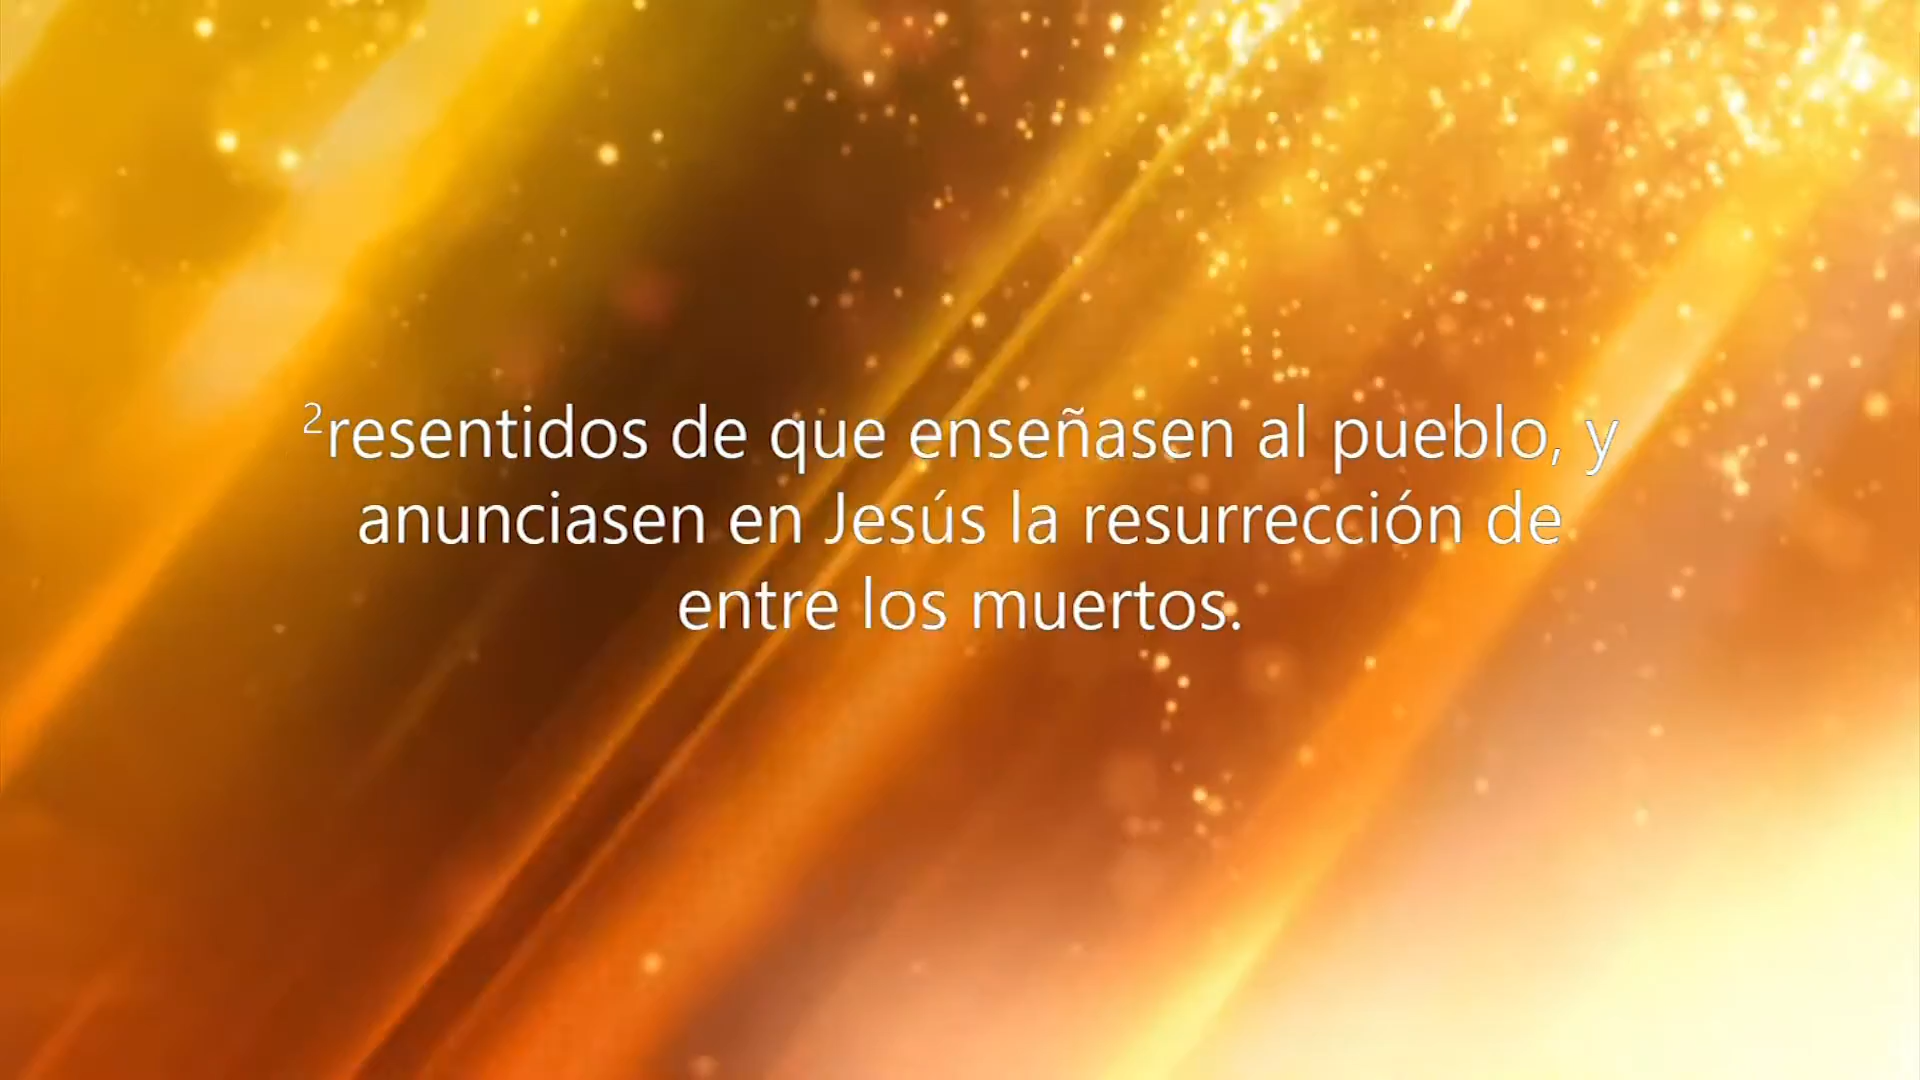 ²resentidos de que enseñasen al pueblo, y
anunciasen en Jesús la resurrección de
entre los muertos.